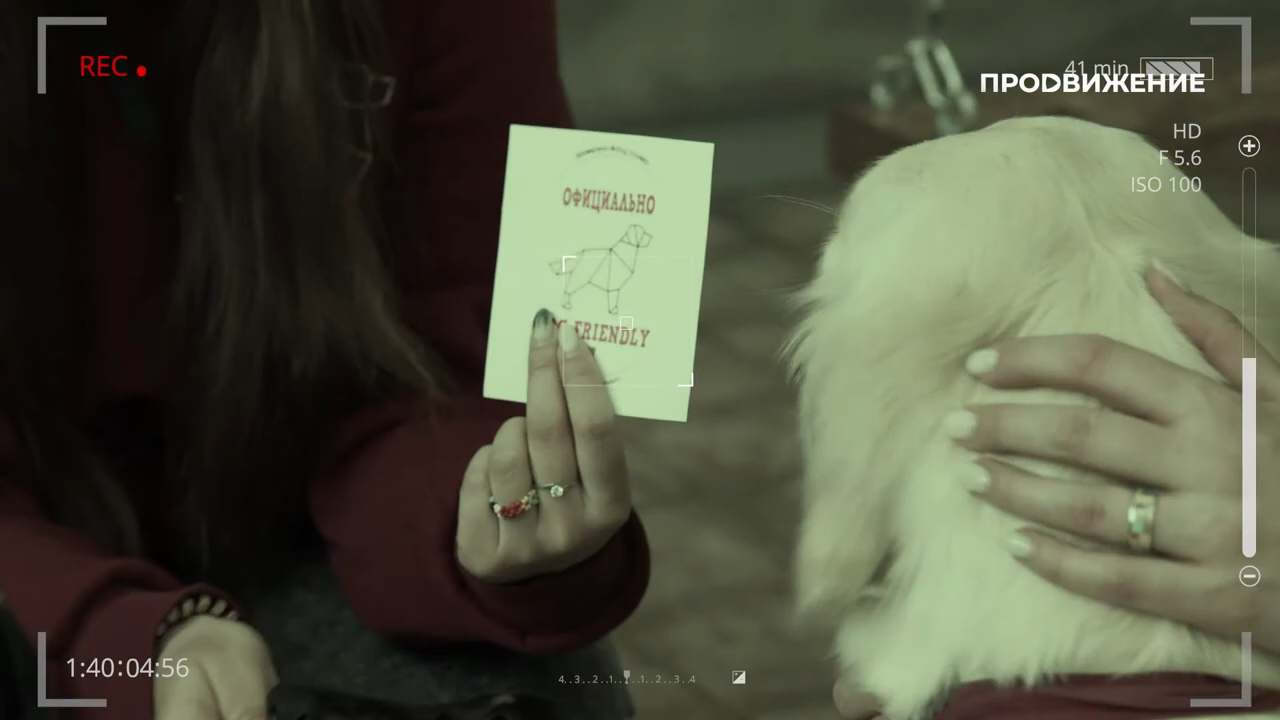 REC
41 min
ПРОДВИЖЕНИЕ
HD
F 5.6
ISO 100
ОФИЦИАЛЬНО
FRIENDLY
1:40:04:56
4..3..2..1..1..2..3..4